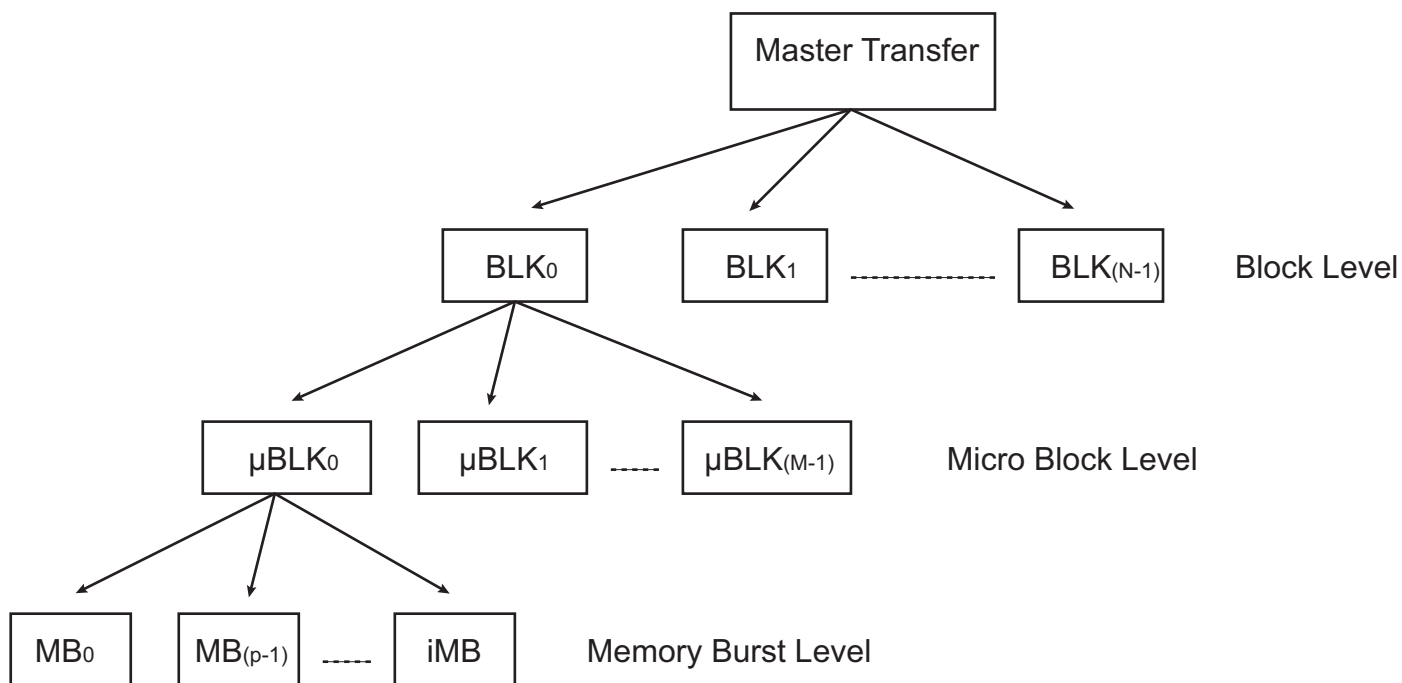 Master Transfer
BLK0 BLK1 BLK(N-1) Block Level
µBLK0 µBLK1 µBLK(M-1) Micro Block Level
MB0 MB(p-1) iMB Memory Burst Level